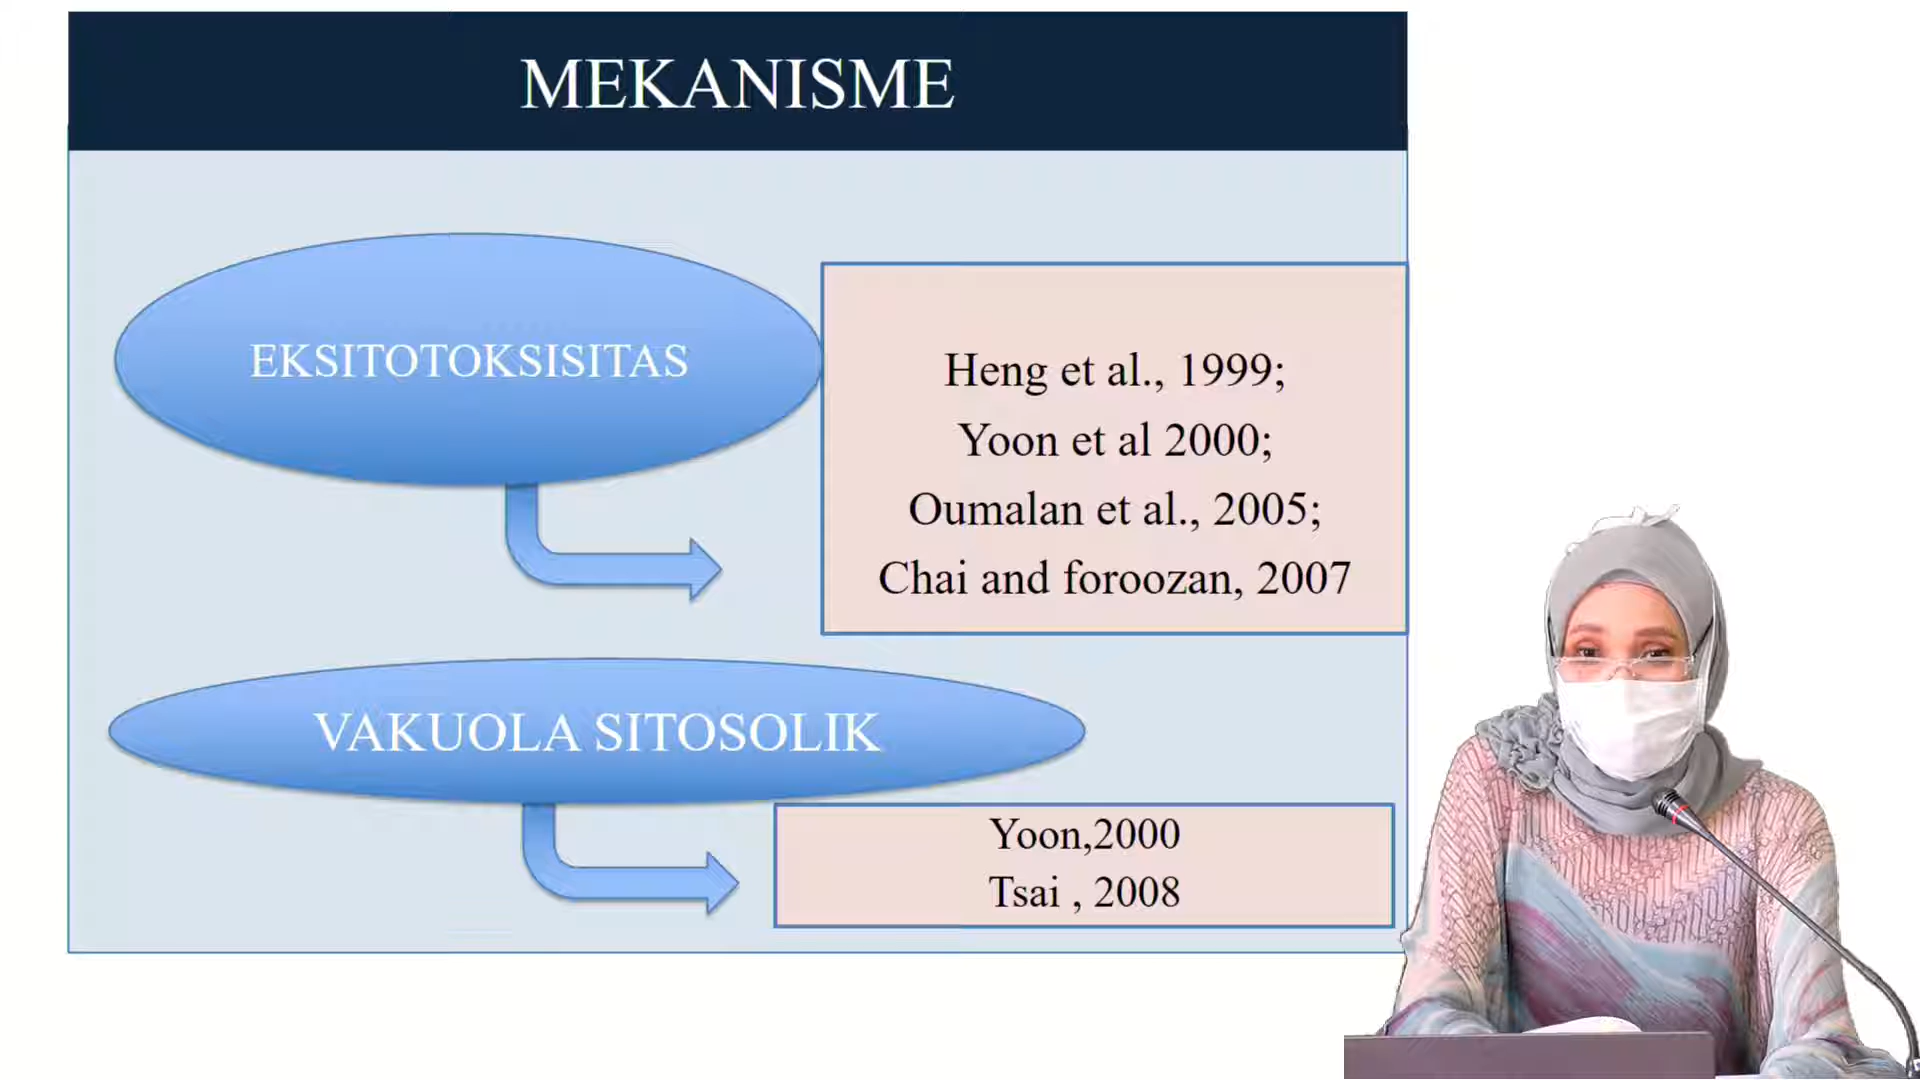 MEKANISME
EKSITOTOKSISITAS
Heng et al., 1999;
Yoon et al 2000;
Oumalan et al., 2005;
Chai and foroozan, 2007
VAKUOLA SITOSOLIK
Yoon,2000
Tsai , 2008